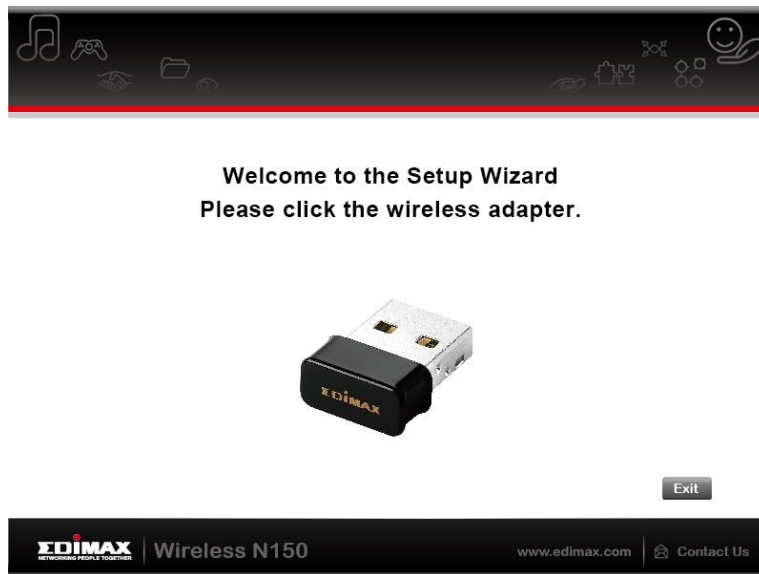 Welcome to the Setup Wizard
Please click the wireless adapter.
EDIMAX
Exit
EDIMAX
NETWORKING PEOPLE TOGETHER
Wireless N150
www.edimax.com
Contact Us